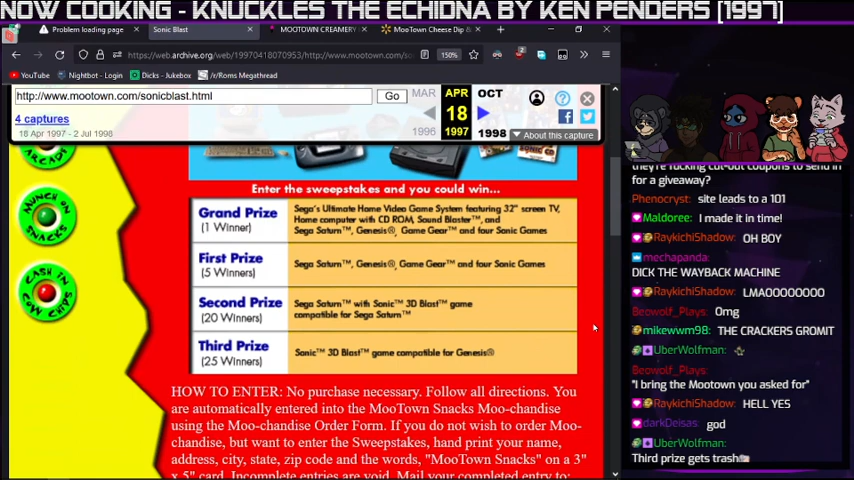 NOW COOKING - KNUCKLES THE ECHIDNA BY KEN PENDERS [1997]
Problem loading page
Sonic Blast
MOOTOWN CREAMERY
MooTown Cheese Dip &
web.archive.org/web/19970418070953/http://www.mootown.com/so
150%
YouTube
Nightbot - Login
Dicks - Jukebox
/r/Roms Megathread
http://www.mootown.com/sonicblast.html
Go
MAR
APR
OCT
18
1996
1997
1998
4 captures
18 Apr 1997 - 2 Jul 1998
About this capture
ARCADE
MUNCH ON SNACKS
CASH IN COW CHIPS
Enter the sweepstakes and you could win...
Grand Prize
(1 Winner)
Sega's Ultimate Home Video Game System featuring 32" screen TV,
Home computer with CD ROM, Sound Blaster™, and
Sega Saturn™, Genesis®, Game Gear™ and four Sonic Games
First Prize
(5 Winners)
Sega Saturn™, Genesis®, Game Gear™ and four Sonic Games
Second Prize
(20 Winners)
Sega Saturn™ with Sonic™ 3D Blast™ game
compatible for Sega Saturn™
Third Prize
(25 Winners)
Sonic™ 3D Blast™ game compatible for Genesis®
HOW TO ENTER: No purchase necessary. Follow all directions. You
are automatically entered into the MooTown Snacks Moo-chandise
using the Moo-chandise Order Form. If you do not wish to order Moo-
chandise, but want to enter the Sweepstakes, hand print your name,
address, city, state, zip code and the words, "MooTown Snacks" on a 3"
x 5" card. Incomplete entries are void. Mail your completed entry to:
they're fucking cut-out coupons to send in
for a giveaway?
Phenocryst: site leads to a 101
Maldoree: I made it in time!
RaykichiShadow: OH BOY
mechapanda:
DICK THE WAYBACK MACHINE
RaykichiShadow: LMAOOOOOOO
Beowolf_Plays: Omg
mikewwm98: THE CRACKERS GROMIT
UberWolfman:
Beowolf_Plays:
"I bring the Mootown you asked for"
RaykichiShadow: HELL YES
darkDeisas: god
UberWolfman:
Third prize gets trash